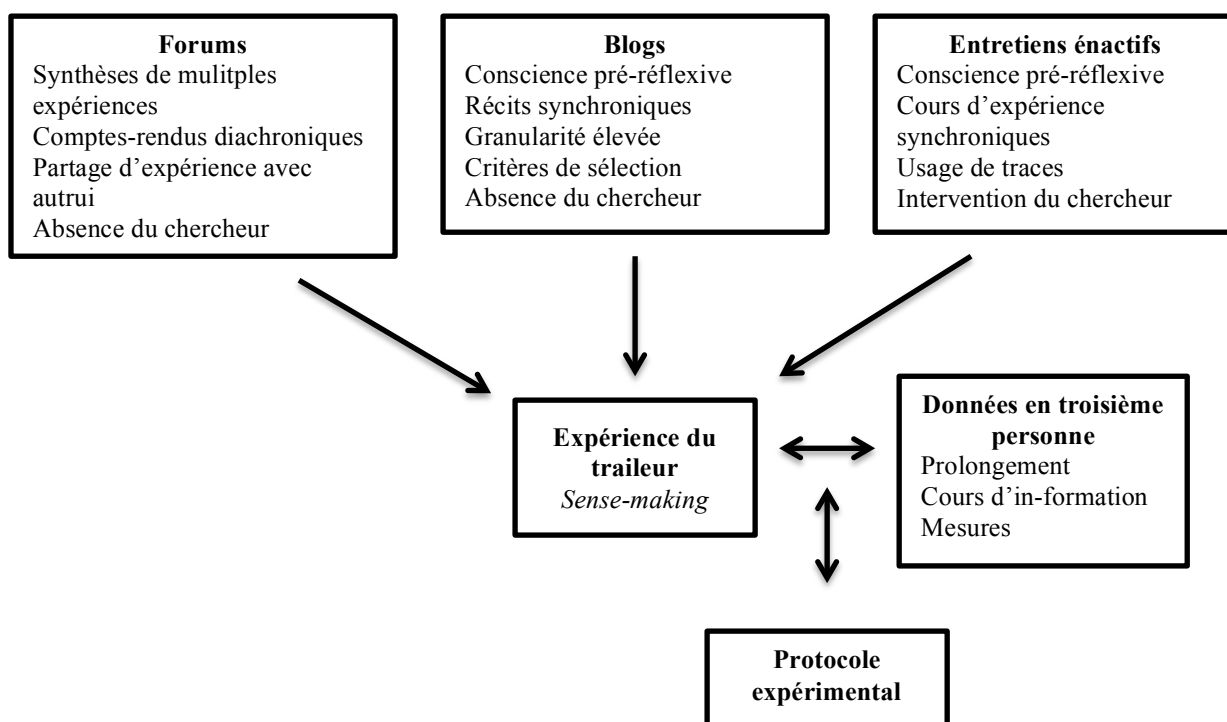 Forums
Synthèses de mulitples
expériences
Comptes-rendus diachroniques
Partage d’expérience avec
autrui
Absence du chercheur
Blogs
Conscience pré-réflexive
Récits synchroniques
Granularité élevée
Critères de sélection
Absence du chercheur
Entretiens énactifs
Conscience pré-réflexive
Cours d’expérience
synchroniques
Usage de traces
Intervention du chercheur
Expérience du
traileur
Sense-making
Données en troisième
personne
Prolongement
Cours d’in-formation
Mesures
Protocole
expérimental